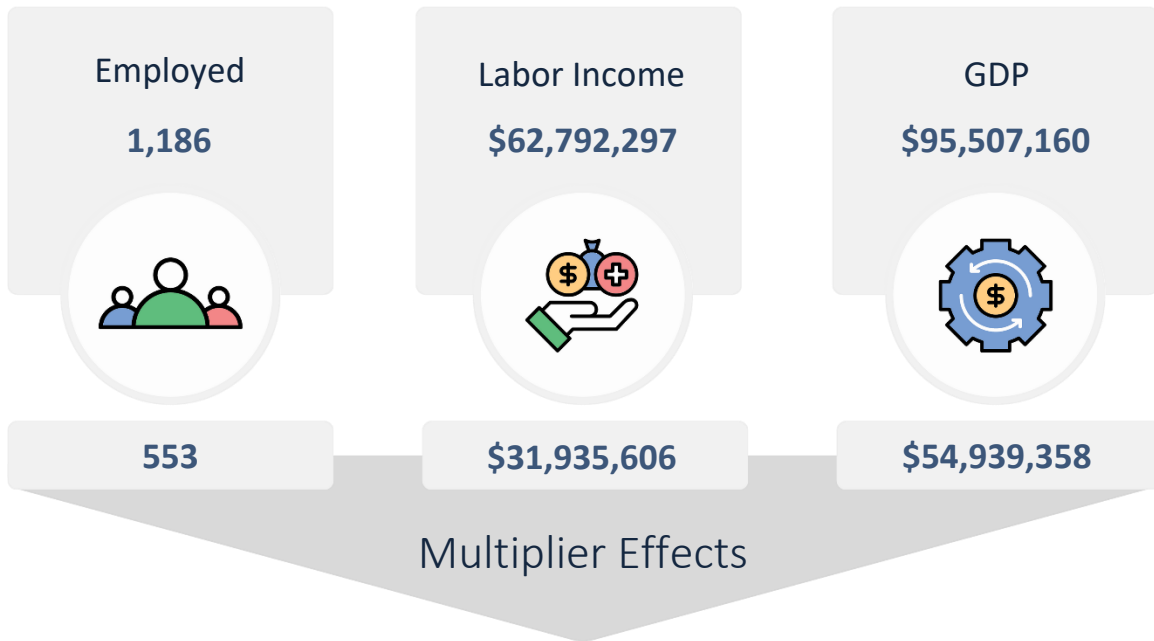 Employed
1,186
Labor Income
$62,792,297
GDP
$95,507,160
553
$31,935,606
$54,939,358
Multiplier Effects